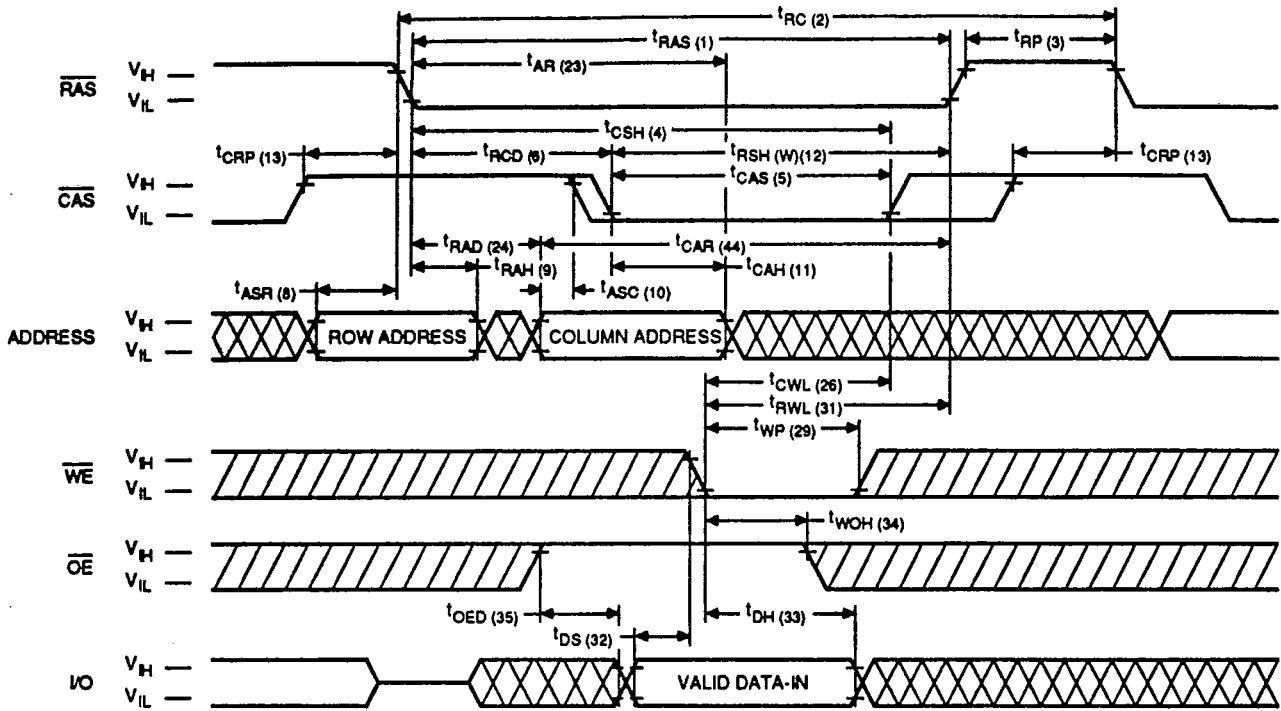 tRC (2)
tRAS (1)
tRP (3)
tAR (23)
RAS
VIH
VIL
tCSH (4)
tCRP (13)
tRCD (6)
tRSH (W)(12)
tCRP (13)
CAS
VIH
VIL
tCAS (5)
tRAD (24)
tCAR (44)
tRAH (9)
tCAH (11)
tASR (8)
tASC (10)
ADDRESS
VIH
VIL
ROW ADDRESS
COLUMN ADDRESS
tCWL (26)
tRWL (31)
tWP (29)
WE
VIH
VIL
tWOH (34)
OE
VIH
VIL
tOED (35)
tDH (33)
tDS (32)
I/O
VIH
VIL
VALID DATA-IN